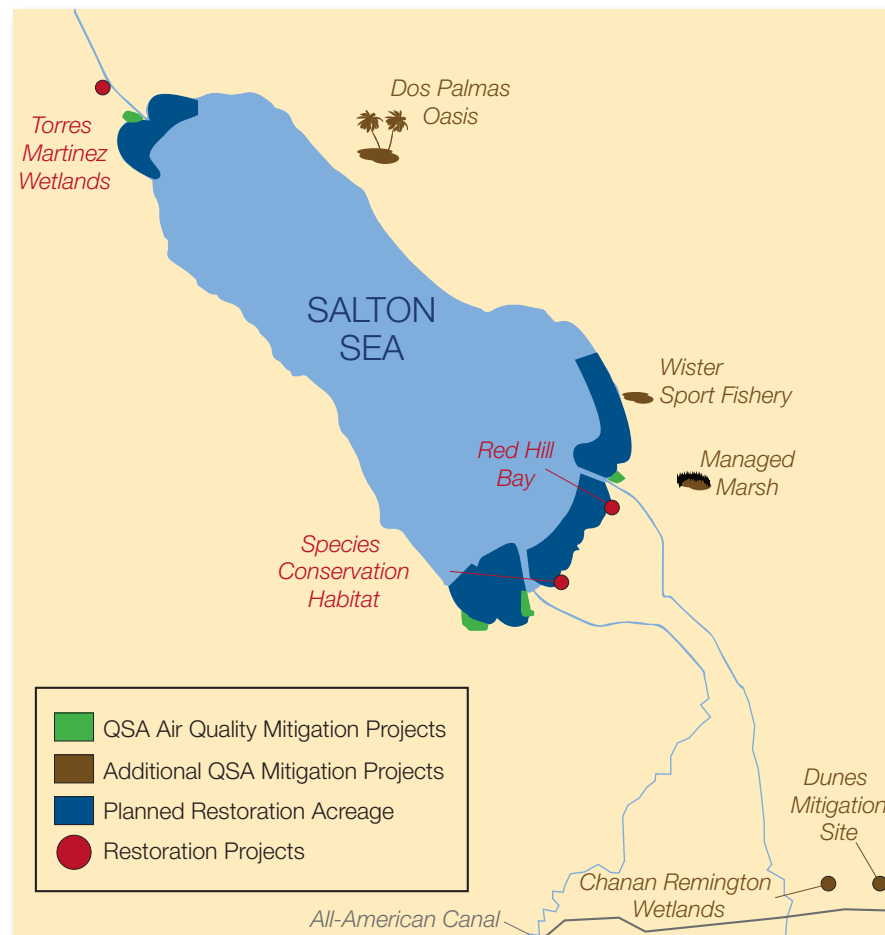 Dos Palmas
Oasis
Torres
Martinez
Wetlands
SALTON
SEA
Wister
Sport Fishery
Red Hill
Bay
Managed
Marsh
Species
Conservation
Habitat
QSA Air Quality Mitigation Projects
Additional QSA Mitigation Projects
Planned Restoration Acreage
Restoration Projects
Dunes
Mitigation
Site
Chanan Remington
Wetlands
All-American Canal